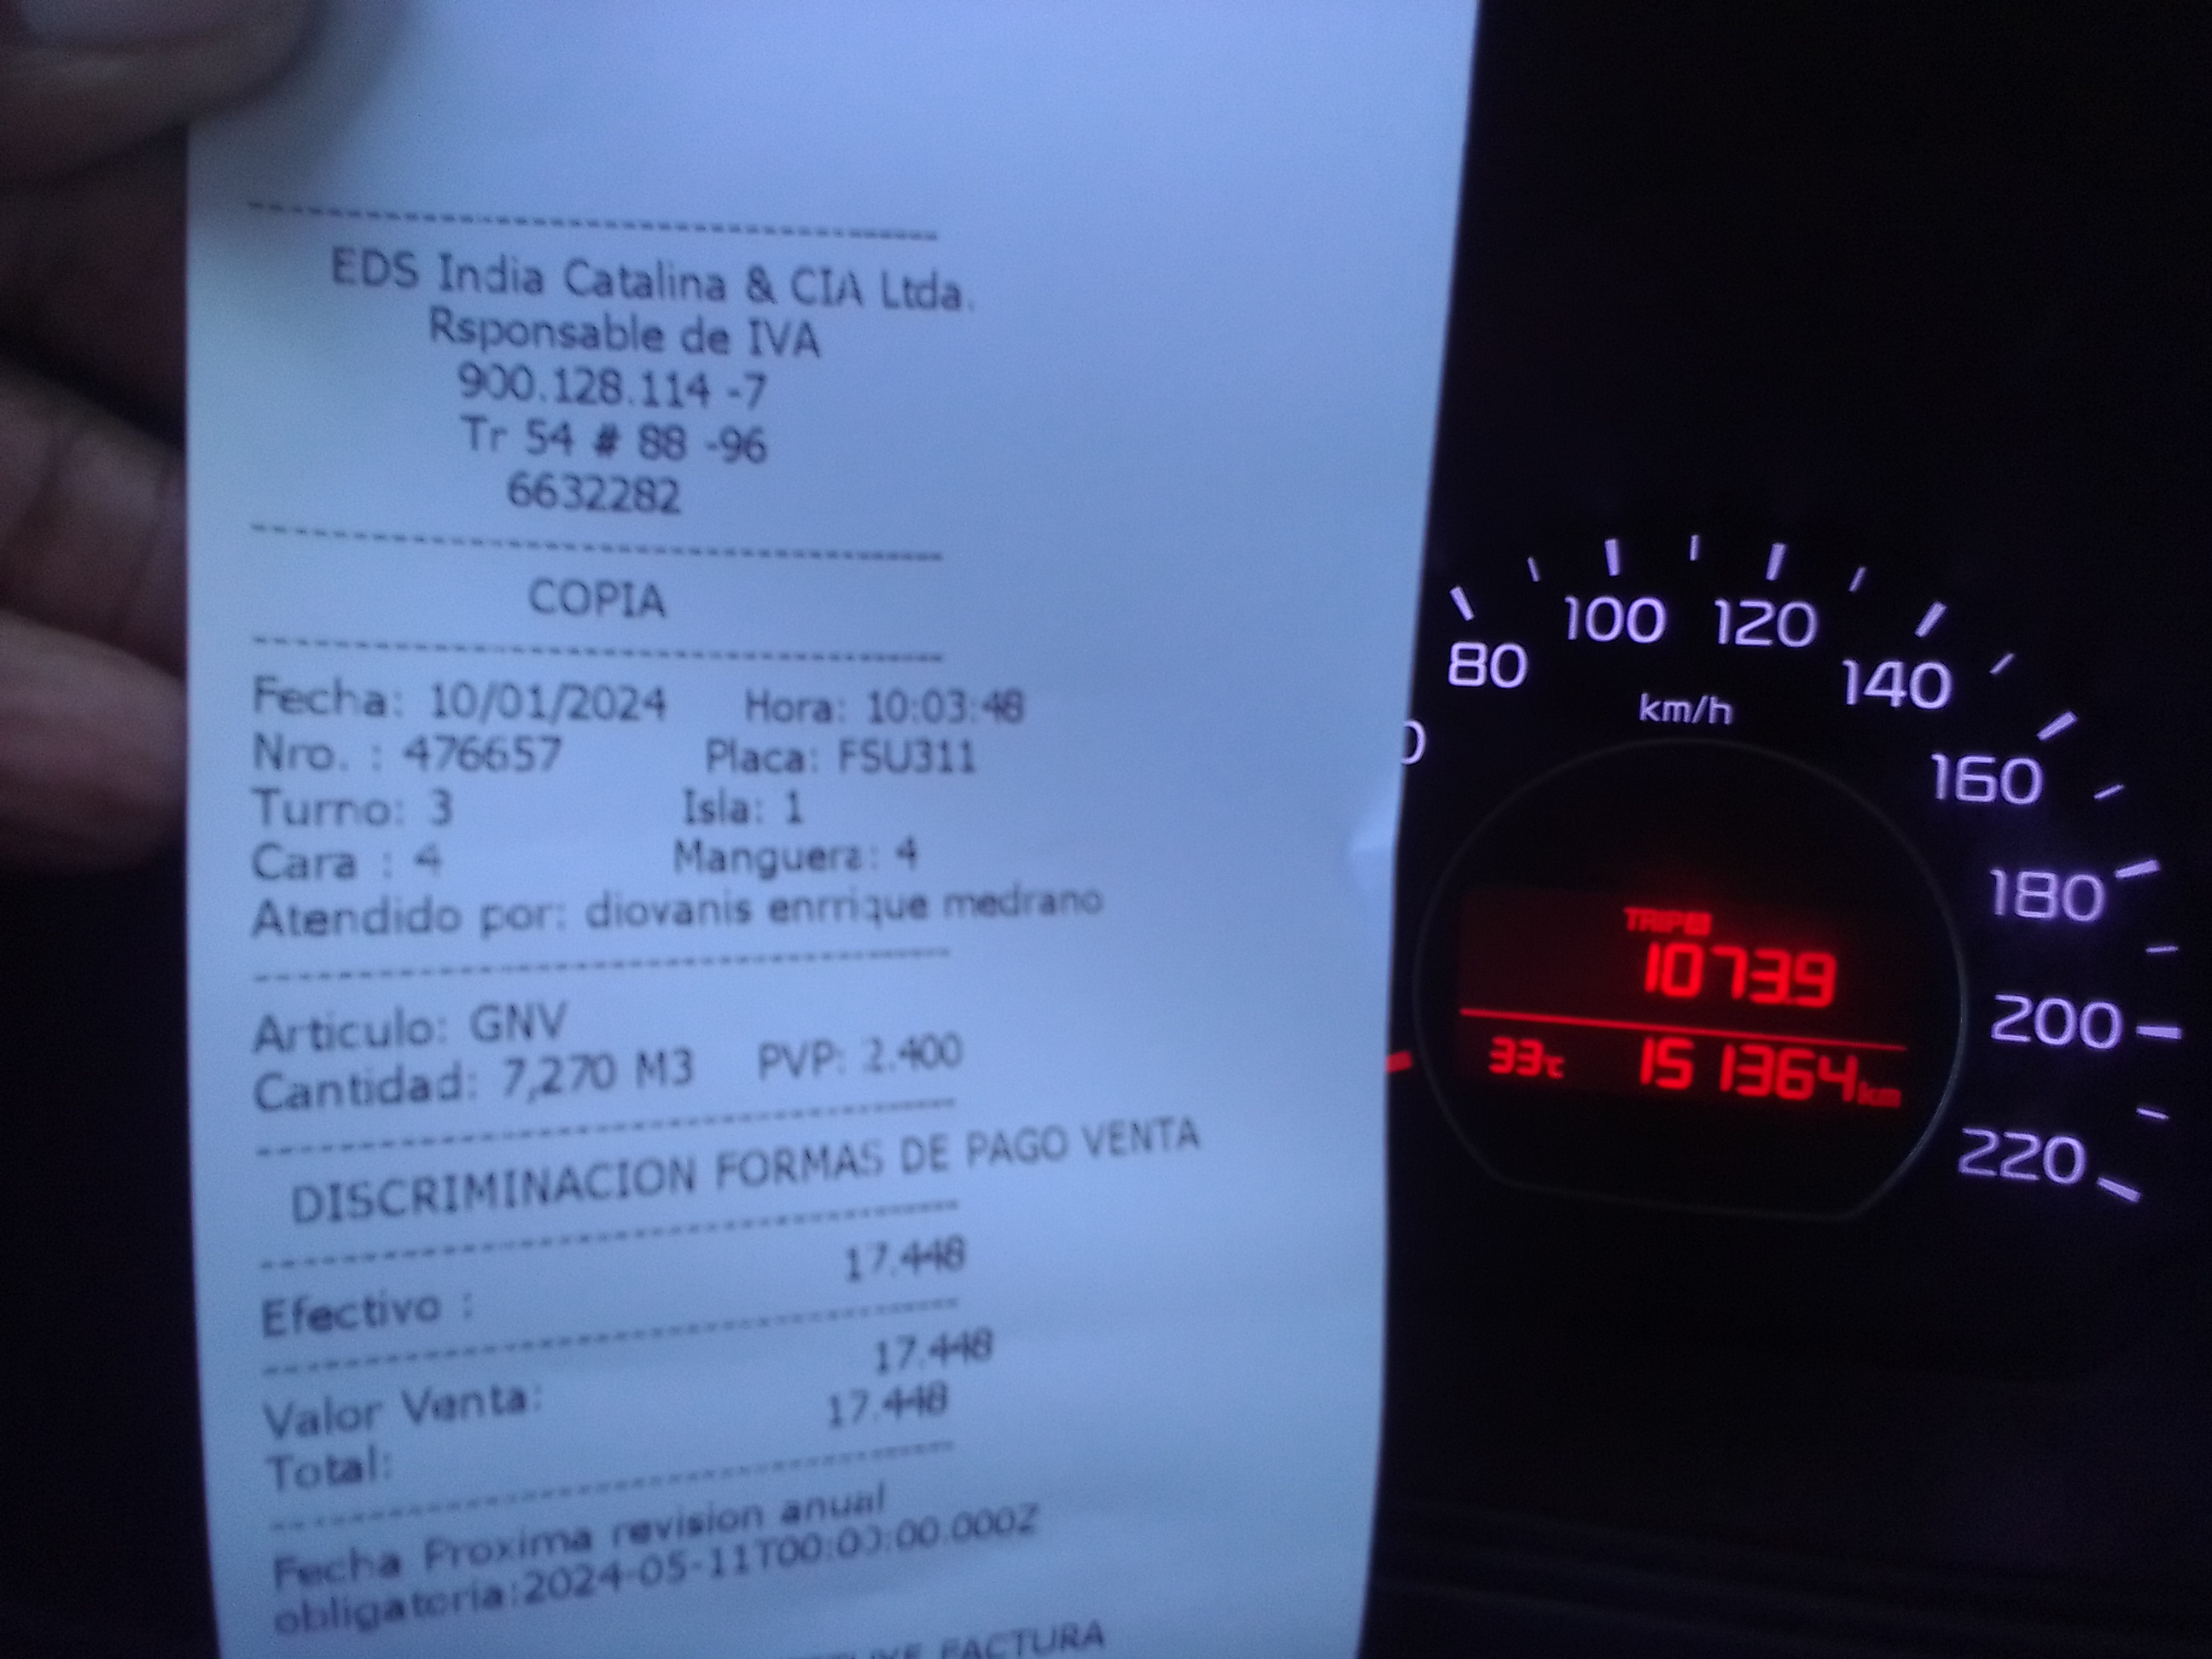 EDS India Catalina & CIA Ltda.
Rsponsable de IVA
900.128.114 -7
Tr 54 # 88 -96
6632282
COPIA
Fecha: 10/01/2024 Hora: 10:03:48
Nro. : 476657 Placa: FSU311
Turno: 3 Isla: 1
Cara : 4 Manguera: 4
Atendido por: diovanis enrrique medrano
Articulo: GNV
Cantidad: 7,270 M3 PVP: 2.400
DISCRIMINACION FORMAS DE PAGO VENTA
Efectivo : 17.448
Valor Venta: 17.448
Total: 17.448
Fecha Proxima revision anual
obligatoria:2024-05-11T00:00:00.000Z
FACTURA
80
100
120
140
160
180
200
220
km/h
TRIP
1073.9
33℃ 151364km